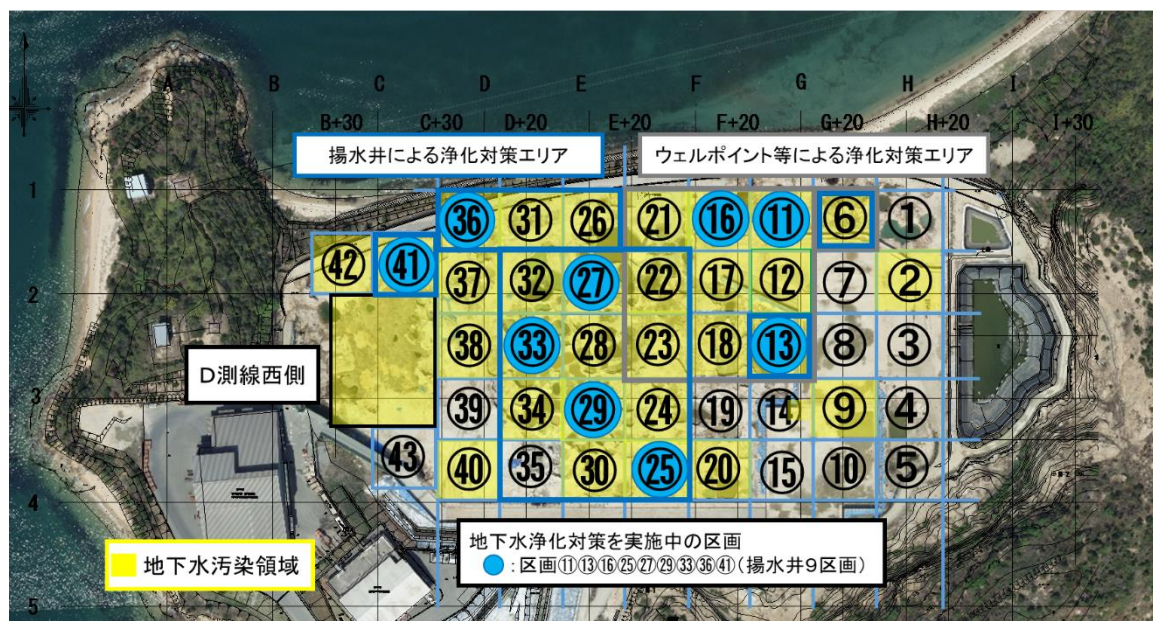 A B C D E F G H I
B+30 C+30 D+20 E+20 F+20 G+20 H+20 I+30
揚水井による浄化対策エリア
ウェルポイント等による浄化対策エリア
1
㊱ ㉛ ㉖ ㉑ ⑯ ⑪ ⑥ ①
㊷ ㊶ ㊲ ㉜ ㉗ ㉒ ⑰ ⑫ ⑦ ②
2
㊳ ㉝ ㉘ ㉓ ⑱ ⑬ ⑧ ③
D測線西側
3
㊴ ㉞ ㉙ ㉔ ⑲ ⑭ ⑨ ④
㊸ ㊵ ㉟ ㉚ ㉕ ⑳ ⑮ ⑩ ⑤
4
地下水汚染領域
地下水浄化対策を実施中の区画
:区画⑪⑬⑯㉕㉗㉙㉝㊱㊶(揚水井9区画)
5